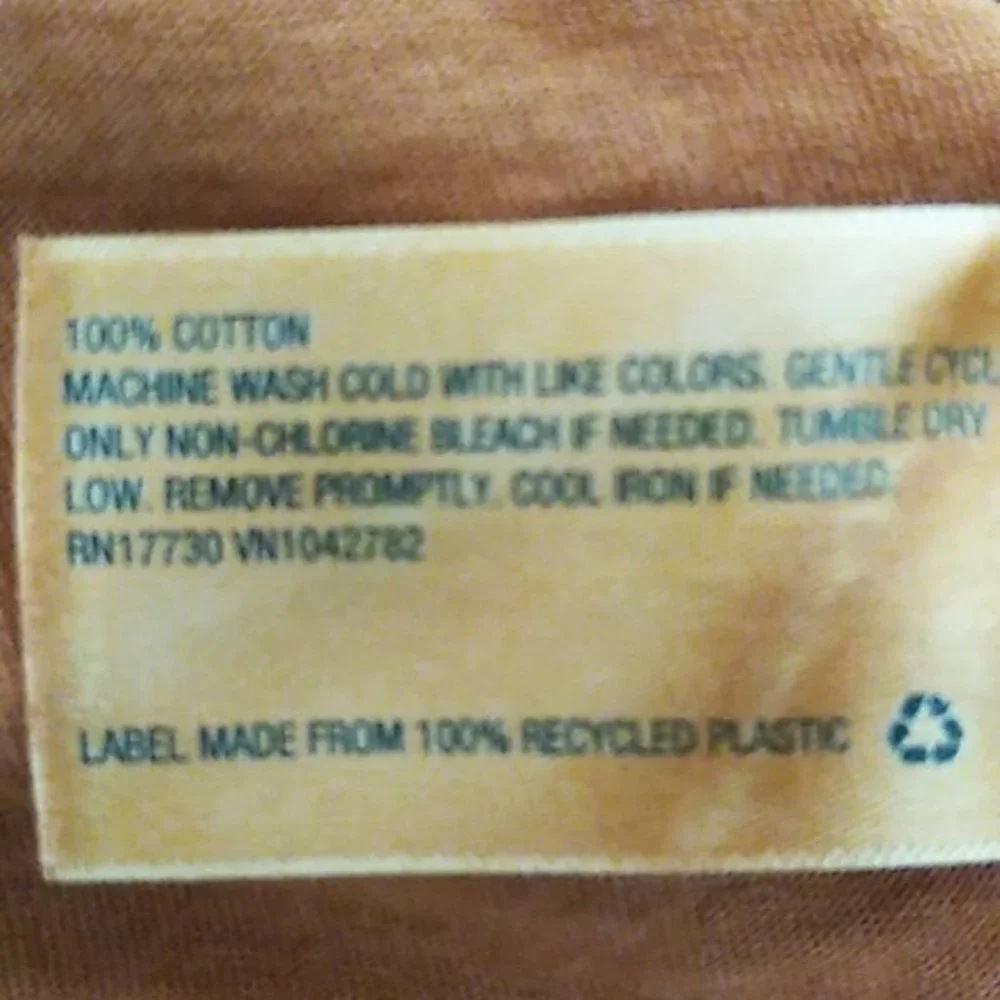 100% COTTON
MACHINE WASH COLD WITH LIKE COLORS. GENTLE CYCL
ONLY NON-CHLORINE BLEACH IF NEEDED. TUMBLE DRY
LOW. REMOVE PROMPTLY. COOL IRON IF NEEDED.
RN17730 VN1042782
LABEL MADE FROM 100% RECYCLED PLASTIC